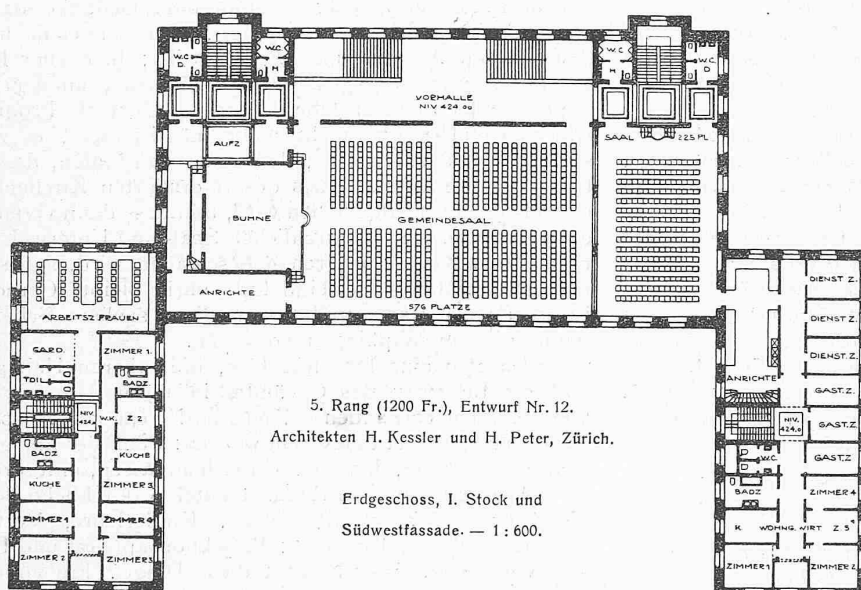 W.C. D.
W.C. H
W.C. H
W.C. D.
VORHALLE
NIV 424.00
AUFZ
SAAL 225 PL.
BÜHNE
GEMEINDESAAL
ANRICHTE
576 PLÄTZE
ARBEITSZ. FRAUEN
GARD.
ZIMMER 1.
TOIL.
BADZ.
NIV. 424.0
W.K.
Z. 2
BADZ
KÜCHE
KÜCHE
ZIMMER 3
ZIMMER 1
ZIMMER 4
ZIMMER 2
ZIMMER 3
DIENST Z.
DIENST Z.
DIENST Z.
ANRICHTE
GAST. Z.
NIV. 424.0
GAST. Z.
W.C.
GAST. Z
BADZ
ZIMMER 4
K.
WOHNG. WIRT
Z. 3
ZIMMER 1
ZIMMER 2
5. Rang (1200 Fr.), Entwurf Nr. 12.
Architekten H. Kessler und H. Peter, Zürich.
Erdgeschoss, I. Stock und
Südwestfassade. — 1 : 600.